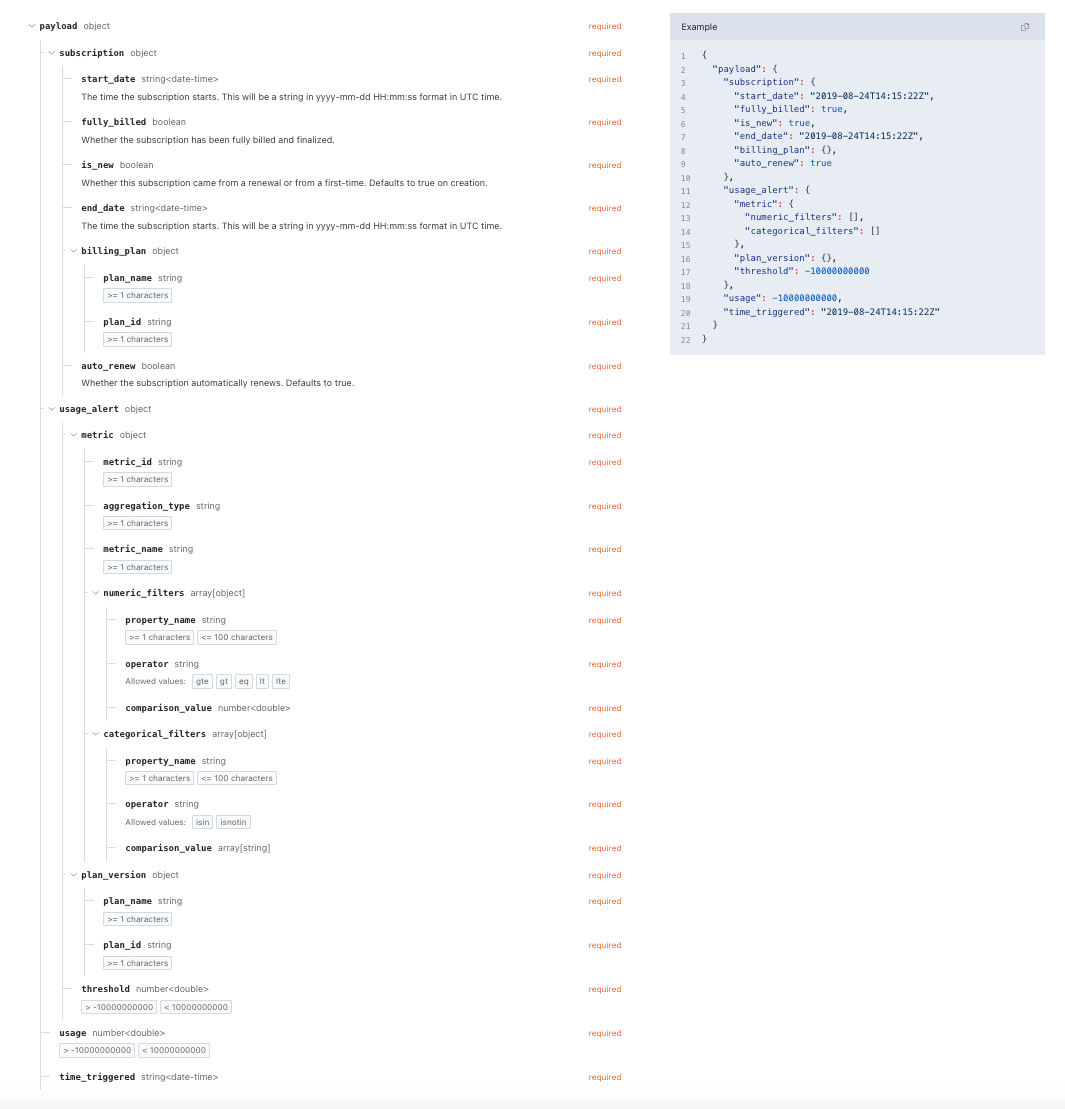 payload object required
subscription object required
start_date string<date-time> required
The time the subscription starts. This will be a string in yyyy-mm-dd HH:mm:ss format in UTC time.
fully_billed boolean required
Whether the subscription has been fully billed and finalized.
is_new boolean required
Whether this subscription came from a renewal or from a first-time. Defaults to true on creation.
end_date string<date-time> required
The time the subscription starts. This will be a string in yyyy-mm-dd HH:mm:ss format in UTC time.
billing_plan object required
plan_name string required
>= 1 characters
plan_id string required
>= 1 characters
auto_renew boolean required
Whether the subscription automatically renews. Defaults to true.
usage_alert object required
metric object required
metric_id string required
>= 1 characters
aggregation_type string required
>= 1 characters
metric_name string required
>= 1 characters
numeric_filters array[object] required
property_name string required
>= 1 characters <= 100 characters
operator string required
Allowed values: gte gt eq lt lte
comparison_value number<double> required
categorical_filters array[object] required
property_name string required
>= 1 characters <= 100 characters
operator string required
Allowed values: isin isnotin
comparison_value array[string] required
plan_version object required
plan_name string required
>= 1 characters
plan_id string required
>= 1 characters
threshold number<double> required
> -10000000000 < 10000000000
usage number<double> required
> -10000000000 < 10000000000
time_triggered string<date-time> required
Example
1 {
2 "payload": {
3 "subscription": {
4 "start_date": "2019-08-24T14:15:22Z",
5 "fully_billed": true,
6 "is_new": true,
7 "end_date": "2019-08-24T14:15:22Z",
8 "billing_plan": {},
9 "auto_renew": true
10 },
11 "usage_alert": {
12 "metric": {
13 "numeric_filters": [],
14 "categorical_filters": []
15 },
16 "plan_version": {},
17 "threshold": -10000000000
18 },
19 "usage": -10000000000,
20 "time_triggered": "2019-08-24T14:15:22Z"
21 }
22 }